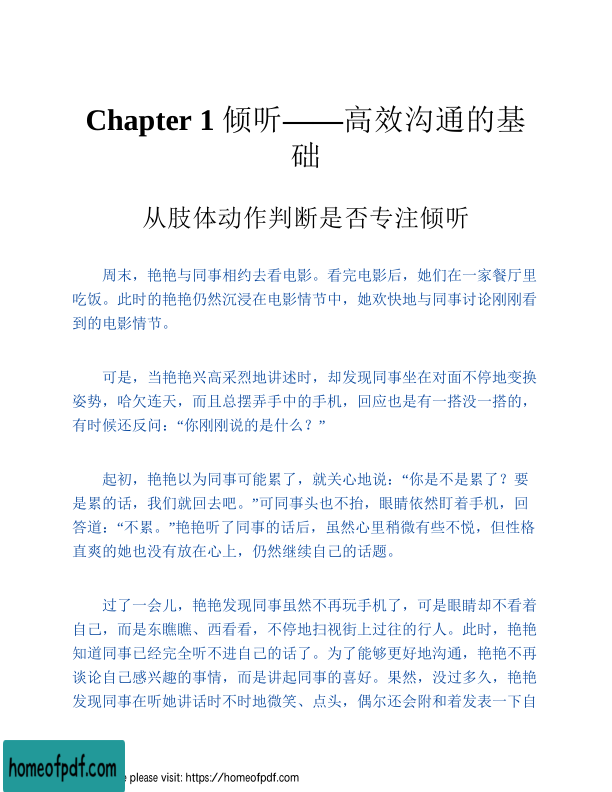 Chapter 1 倾听——高效沟通的基
础
从肢体动作判断是否专注倾听
周末，艳艳与同事相约去看电影。看完电影后，她们在一家餐厅里
吃饭。此时的艳艳仍然沉浸在电影情节中，她欢快地与同事讨论刚刚看
到的电影情节。
可是，当艳艳兴高采烈地讲述时，却发现同事坐在对面不停地变换
姿势，哈欠连天，而且总摆弄手中的手机，回应也是有一搭没一搭的，
有时候还反问：“你刚刚说的是什么？”
起初，艳艳以为同事可能累了，就关心地说：“你是不是累了？要
是累的话，我们就回去吧。”可同事头也不抬，眼睛依然盯着手机，回
答道：“不累。”艳艳听了同事的话后，虽然心里稍微有些不悦，但性格
直爽的她也没有放在心上，仍然继续自己的话题。
过了一会儿，艳艳发现同事虽然不再玩手机了，可是眼睛却不看着
自己，而是东瞧瞧、西看看，不停地扫视街上过往的行人。此时，艳艳
知道同事已经完全听不进自己的话了。为了能够更好地沟通，艳艳不再
谈论自己感兴趣的事情，而是讲起同事的喜好。果然，没过多久，艳艳
发现同事在听她讲话时不时地微笑、点头，偶尔还会附和着发表一下自
homeofpdf.com
e please visit: https://homeofpdf.com